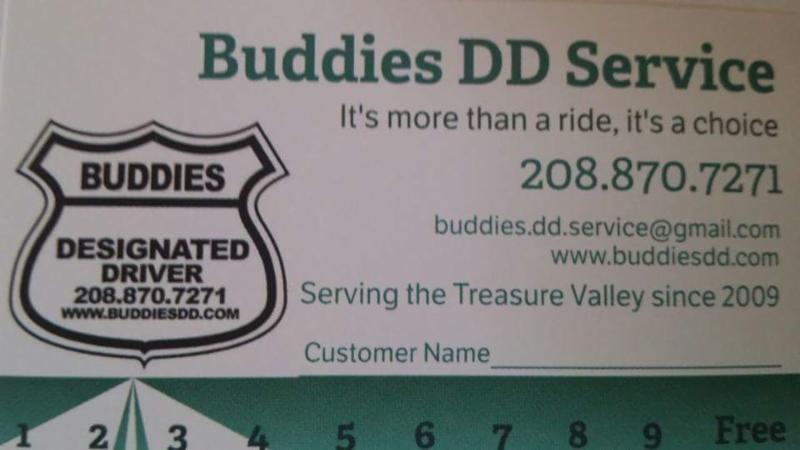 Buddies DD Service
It's more than a ride, it's a choice
208.870.7271
buddies.dd.service@gmail.com
www.buddiesdd.com
Serving the Treasure Valley since 2009
Customer Name
BUDDIES
DESIGNATED
DRIVER
208.870.7271
WWW.BUDDIESDD.COM
1 2 3 4 5 6 7 8 9 Free